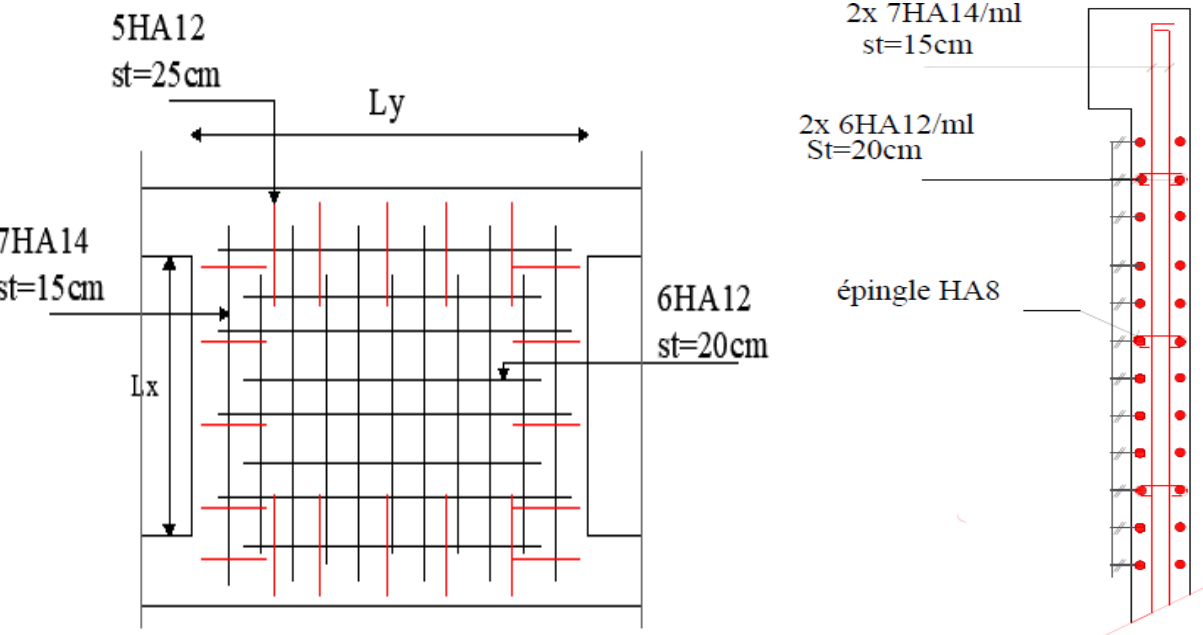 5HA12
st=25cm
Ly
7HA14
st=15cm
Lx
6HA12
st=20cm
2x 7HA14/ml
st=15cm
2x 6HA12/ml
St=20cm
épingle HA8